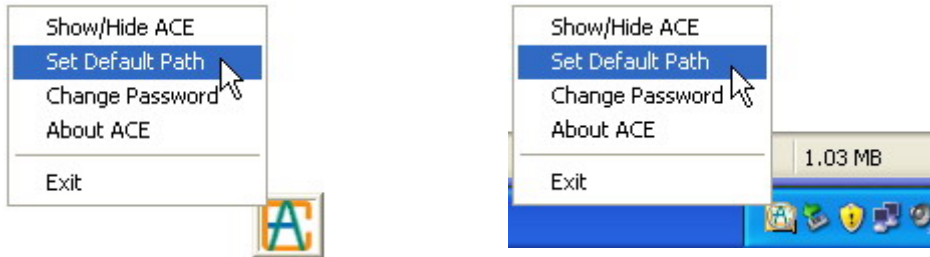 Show/Hide ACE
Set Default Path
Change Password
About ACE
Exit
Show/Hide ACE
Set Default Path
Change Password
About ACE
Exit
1.03 MB